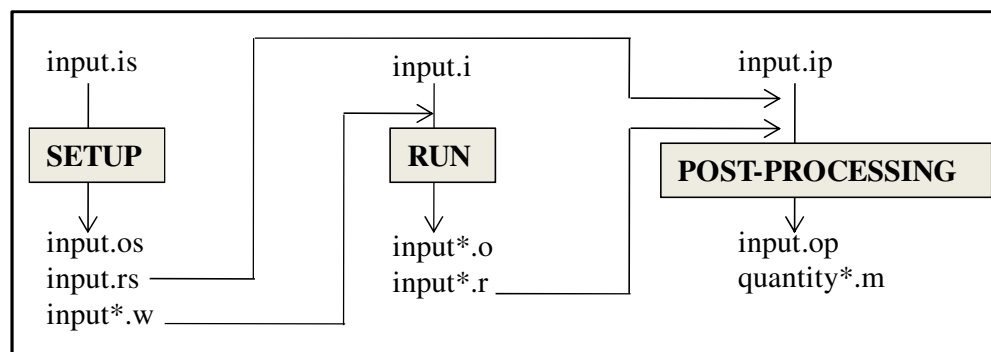 input.is
SETUP
input.os
input.rs
input*.w
input.i
RUN
input*.o
input*.r
input.ip
POST-PROCESSING
input.op
quantity*.m